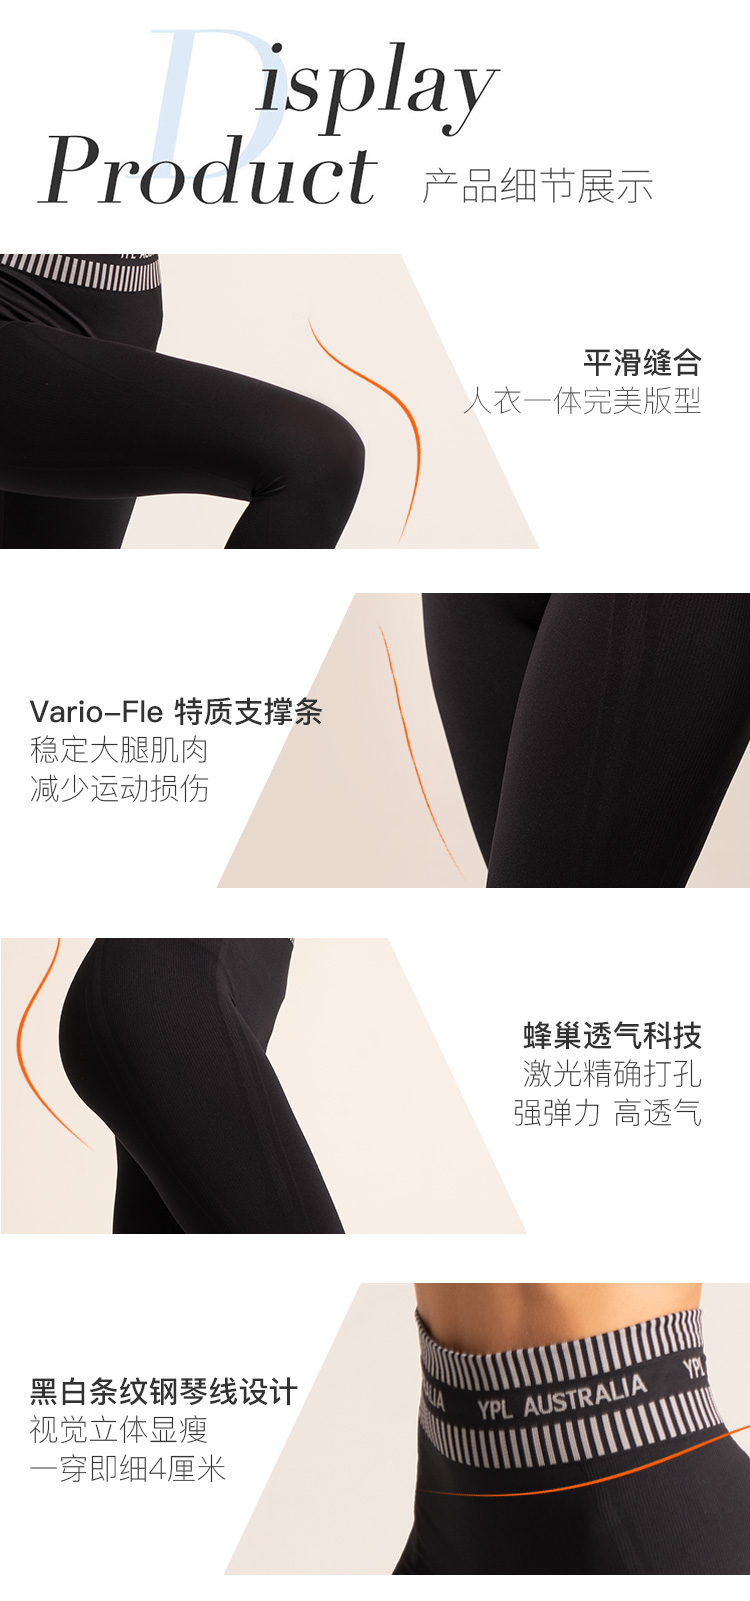 Display
Product 产品细节展示
平滑缝合
人衣一体完美版型
Vario-Fle 特质支撑条
稳定大腿肌肉
减少运动损伤
蜂巢透气科技
激光精确打孔
强弹力 高透气
黑白条纹钢琴线设计
视觉立体显瘦
一穿即细4厘米
YPL AUSTRALIA
YPL